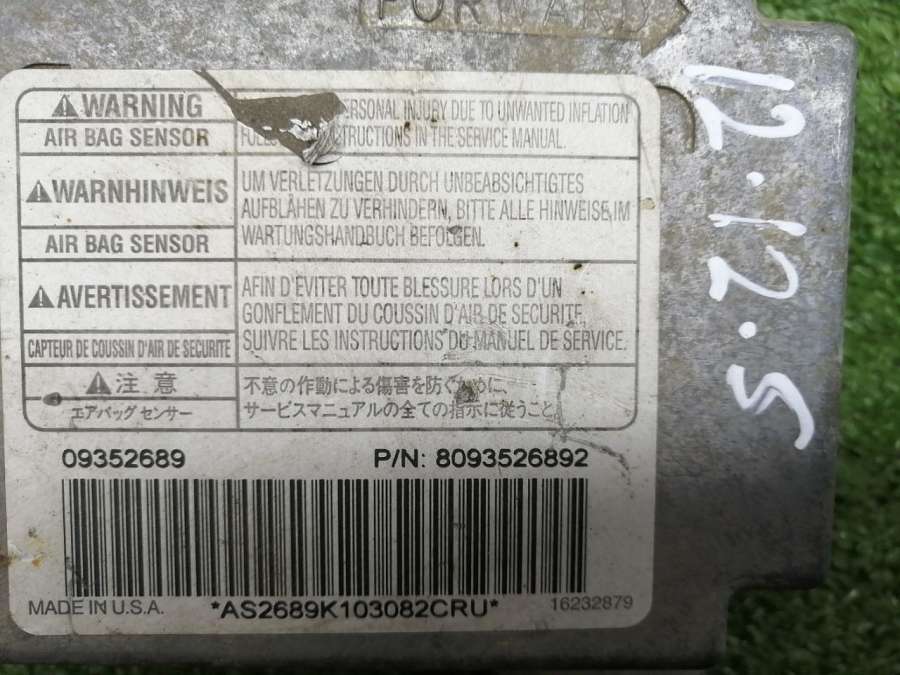 FORWARD
WARNING
AIR BAG SENSOR
PERSONAL INJURY DUE TO UNWANTED INFLATION
INSTRUCTIONS IN THE SERVICE MANUAL.
WARNHINWEIS
AIR BAG SENSOR
UM VERLETZUNGEN DURCH UNBEABSICHTIGTES
AUFBLÄHEN ZU VERHINDERN, BITTE ALLE HINWEISE IM
WARTUNGSHANDBUCH BEFOLGEN.
AVERTISSEMENT
CAPTEUR DE COUSSIN D'AIR DE SECURITE
AFIN D'EVITER TOUTE BLESSURE LORS D'UN
GONFLEMENT DU COUSSIN D'AIR DE SECURITE,
SUIVRE LES INSTRUCTIONS DU MANUEL DE SERVICE.
注 意
エアバッグ センサー
不意の作動による傷害を防ぐために、
サービスマニュアルの全ての指示に従うこと。
09352689 P/N: 8093526892
MADE IN U.S.A. *AS2689K103082CRU* 16232879
12.12.5